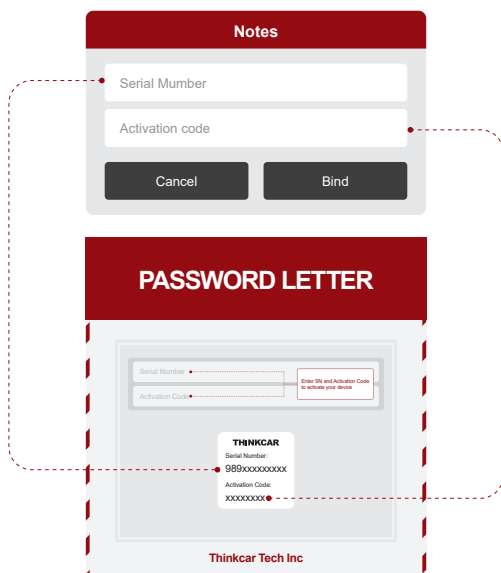 Notes
Serial Mumber
Activation code
Cancel
Bind
PASSWORD LETTER
Serial Number
Activation Code
Enter SN and Activation Code
to activate your device
THINKCAR
Serial Number:
989xxxxxxxxx
Activation Code:
xxxxxxxx
Thinkcar Tech Inc